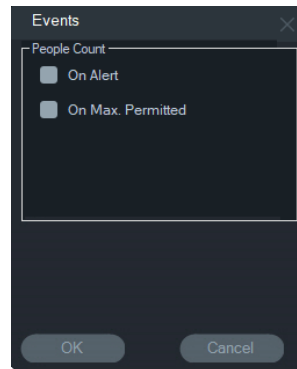 Events
People Count
On Alert
On Max. Permitted
OK Cancel